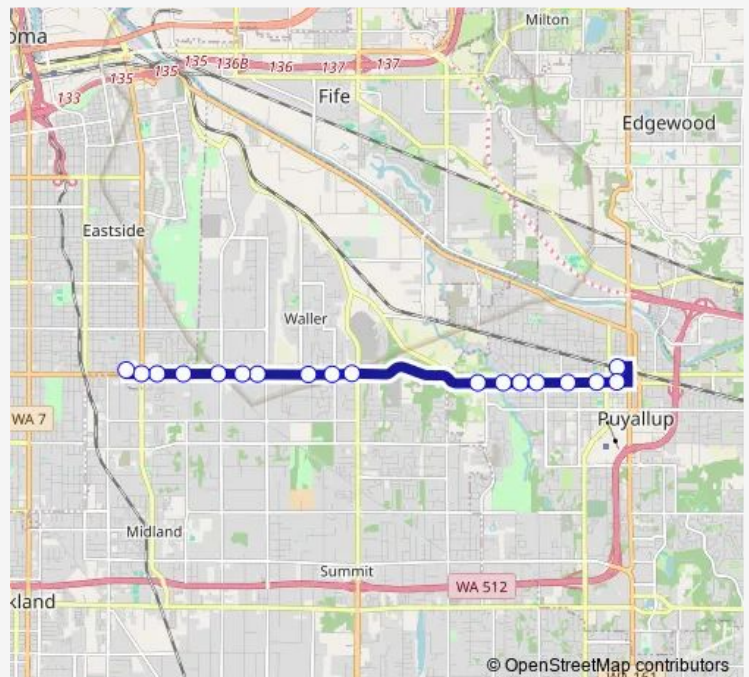 Milton
oma
135
136B
136
137
137
135
135
133
Fife
Edgewood
Eastside
Waller
WA 7
Puyallup
Midland
Summit
WA 512
kland
© OpenStreetMap contributors